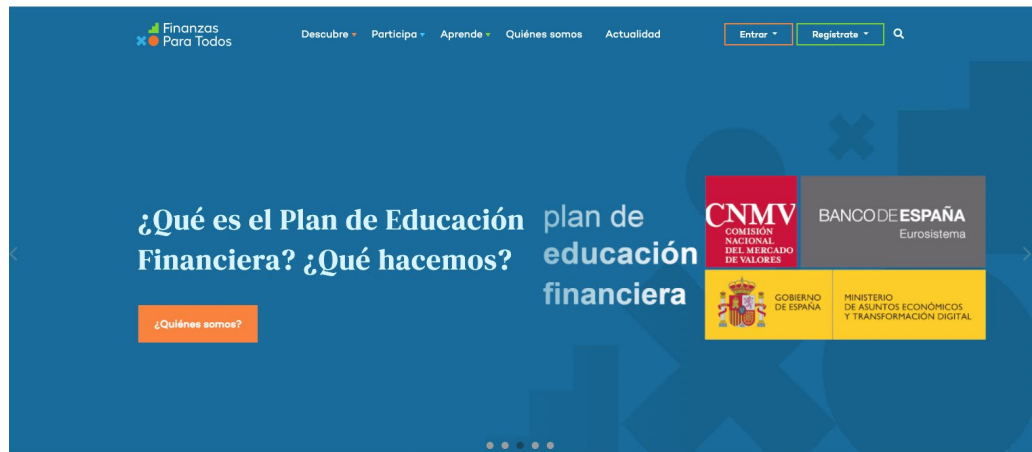 Finanzas
Para Todos
Descubre
Participa
Aprende
Quiénes somos
Actualidad
Entrar
Regístrate
¿Qué es el Plan de Educación
Financiera? ¿Qué hacemos?
¿Quiénes somos?
plan de
educación
financiera
CNMV
COMISIÓN
NACIONAL
DEL MERCADO
DE VALORES
BANCO DE ESPAÑA
Eurosistema
GOBIERNO
DE ESPAÑA
MINISTERIO
DE ASUNTOS ECONÓMICOS
Y TRANSFORMACIÓN DIGITAL